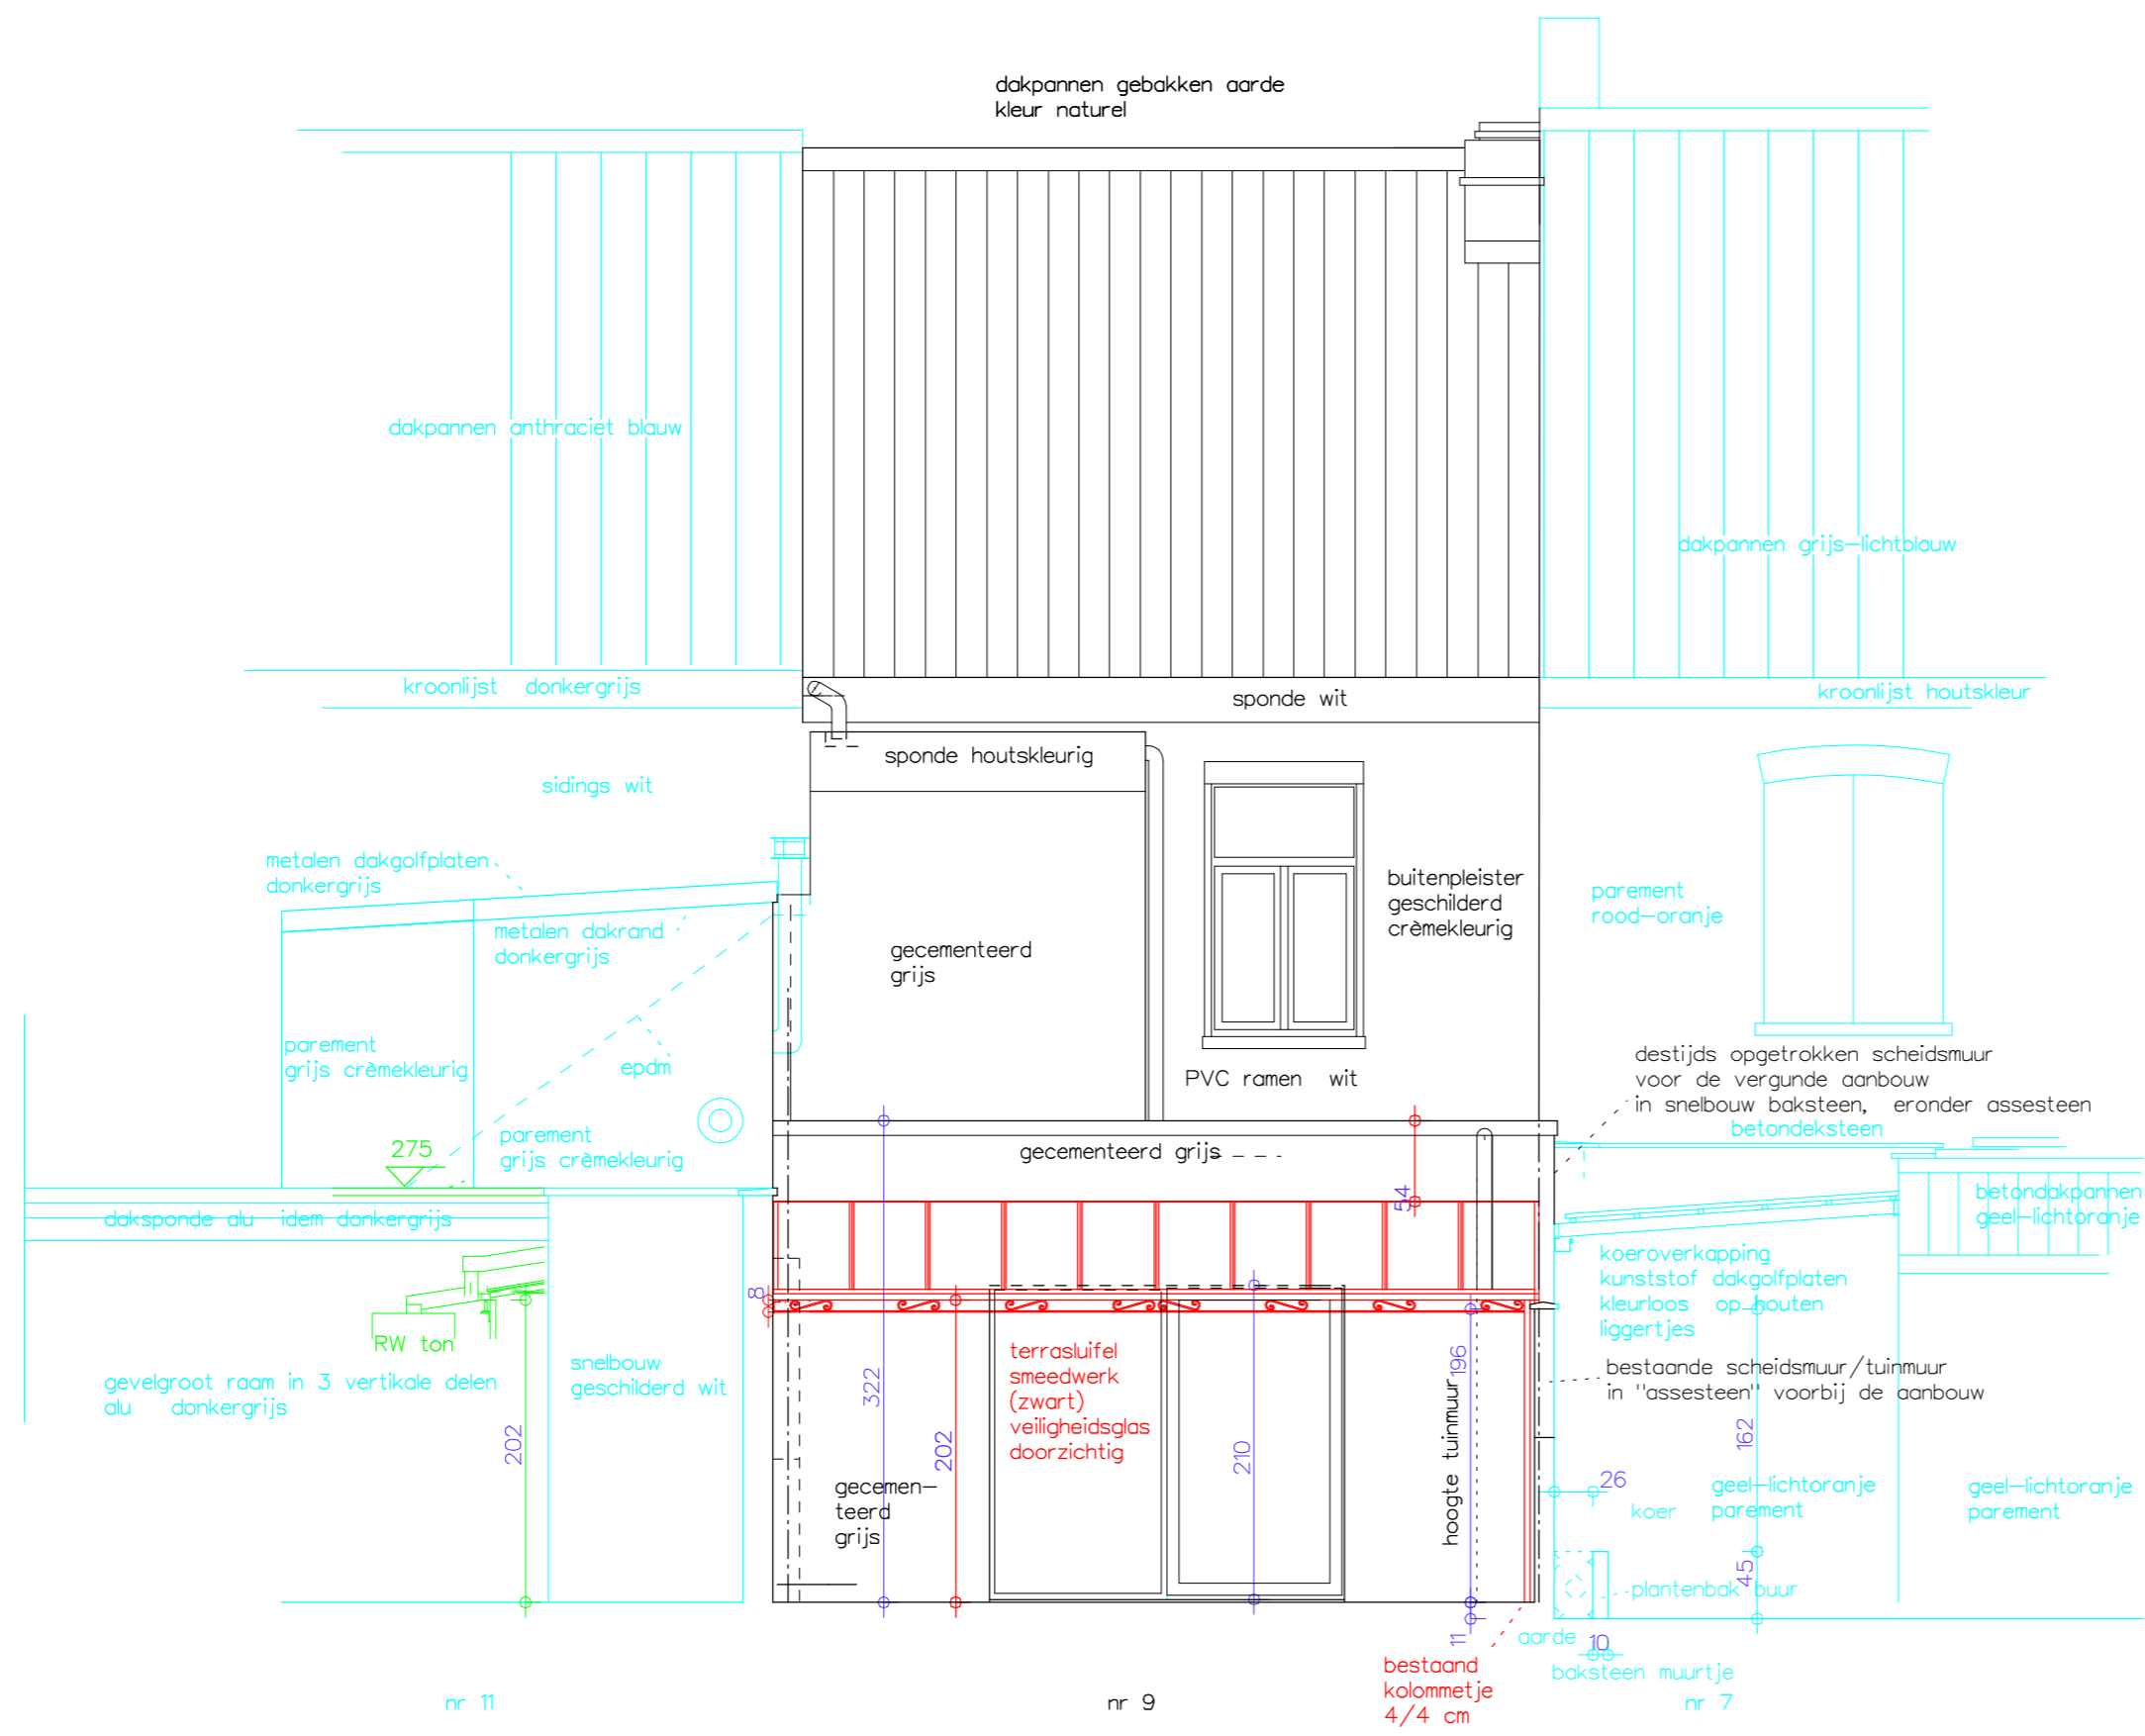 dakpannen gebakken aarde
kleur naturel
dakpannen anthraciet blauw
dakpannen grijs-lichtblauw
kroonlijst donkergrijs
sponde wit
kroonlijst houtskleur
sponde houtskleurig
sidings wit
metalen dakgolfplaten
donkergrijs
metalen dakrand
donkergrijs
gecementeerd
grijs
buitenpleister
geschilderd
crèmekleurig
parement
rood-oranje
parement
grijs crèmekleurig
epdm
PVC ramen wit
destijds opgetrokken scheidsmuur
voor de vergunde aanbouw
in snelbouw baksteen, eronder assesteen
betondeksteen
275
parement
grijs crèmekleurig
gecementeerd grijs
54
betondakpannen
geel-lichtoranje
daksponde alu idem donkergrijs
koeroverkapping
kunststof dakgolfplaten
kleurloos op houten
liggertjes
8
RW ton
gevelgroot raam in 3 vertikale delen
alu donkergrijs
202
snelbouw
geschilderd wit
322
202
terrasluifel
smeedwerk
(zwart)
veiligheidsglas
doorzichtig
210
196
hoogte tuinmuur
bestaande scheidsmuur/tuinmuur
in "assesteen" voorbij de aanbouw
162
26
koer
geel-lichtoranje
parement
geel-lichtoranje
parement
gecemen-
teerd
grijs
45
plantenbak buur
11
aarde
10
baksteen muurtje
bestaand
kolommetje
4/4 cm
nr 11
nr 9
nr 7